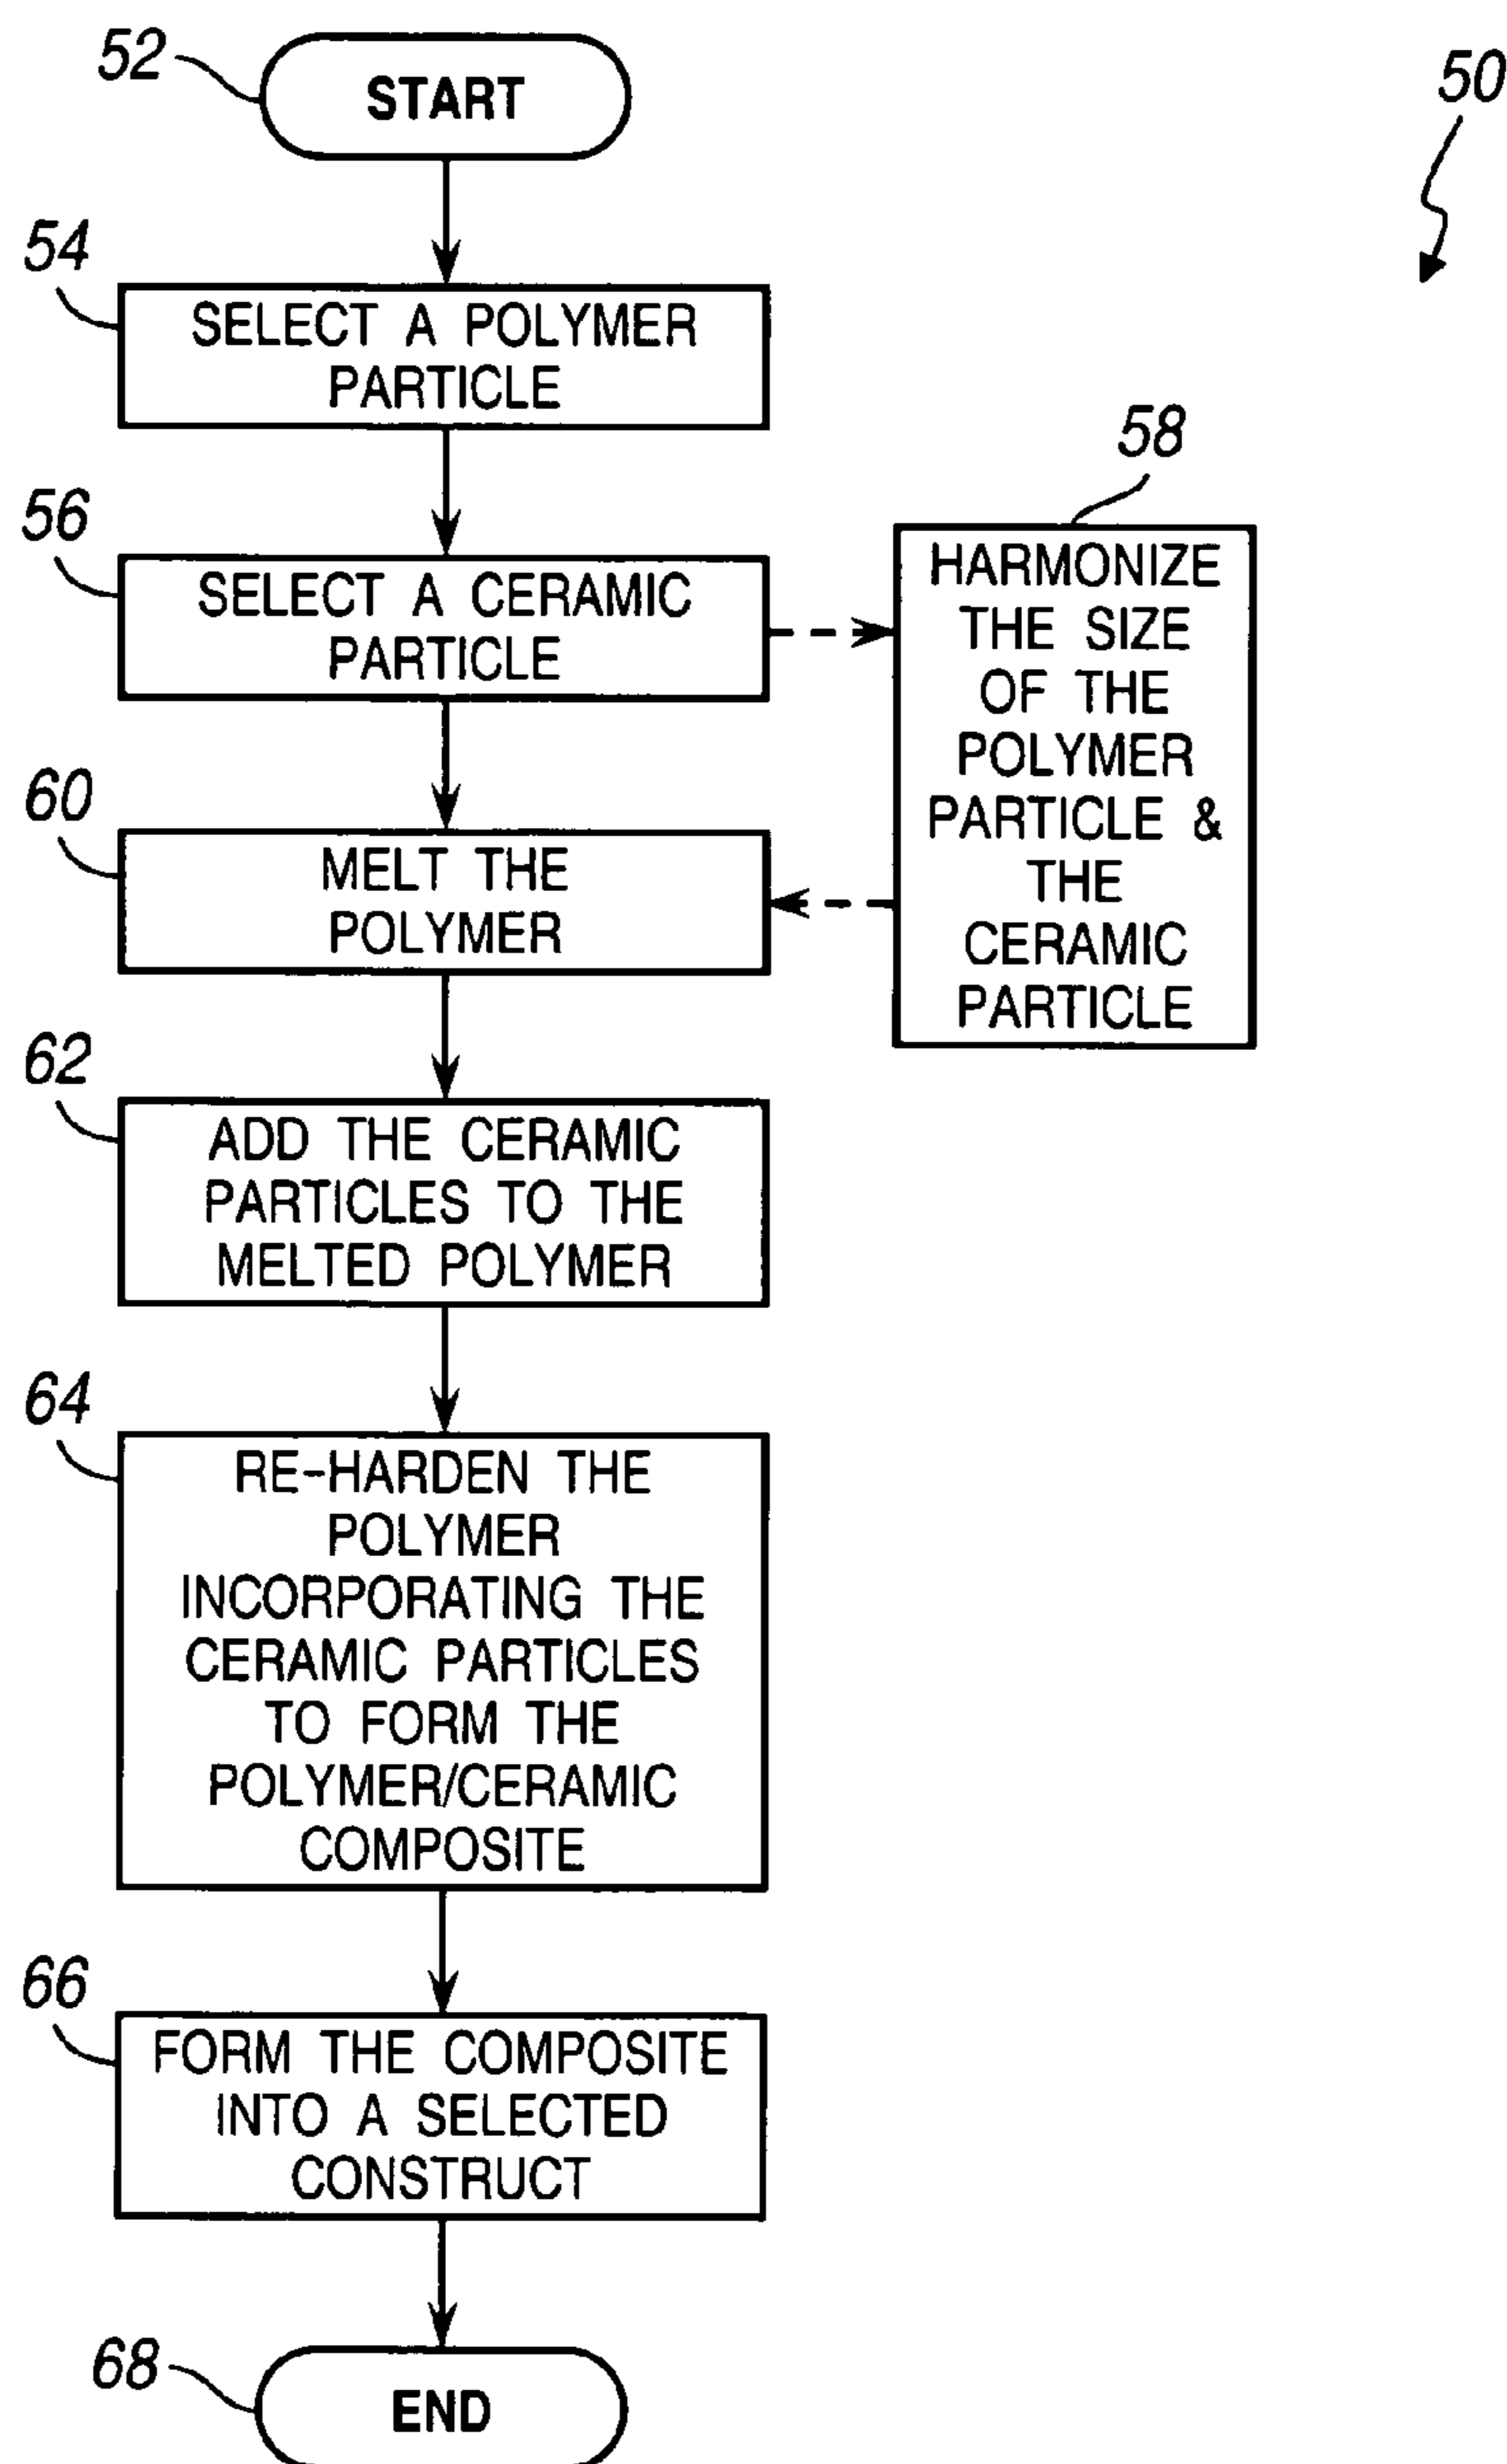 52
START
50
54
SELECT A POLYMER
PARTICLE
56
SELECT A CERAMIC
PARTICLE
58
HARMONIZE
THE SIZE
OF THE
POLYMER
PARTICLE &
THE
CERAMIC
PARTICLE
60
MELT THE
POLYMER
62
ADD THE CERAMIC
PARTICLES TO THE
MELTED POLYMER
64
RE-HARDEN THE
POLYMER
INCORPORATING THE
CERAMIC PARTICLES
TO FORM THE
POLYMER/CERAMIC
COMPOSITE
66
FORM THE COMPOSITE
INTO A SELECTED
CONSTRUCT
68
END